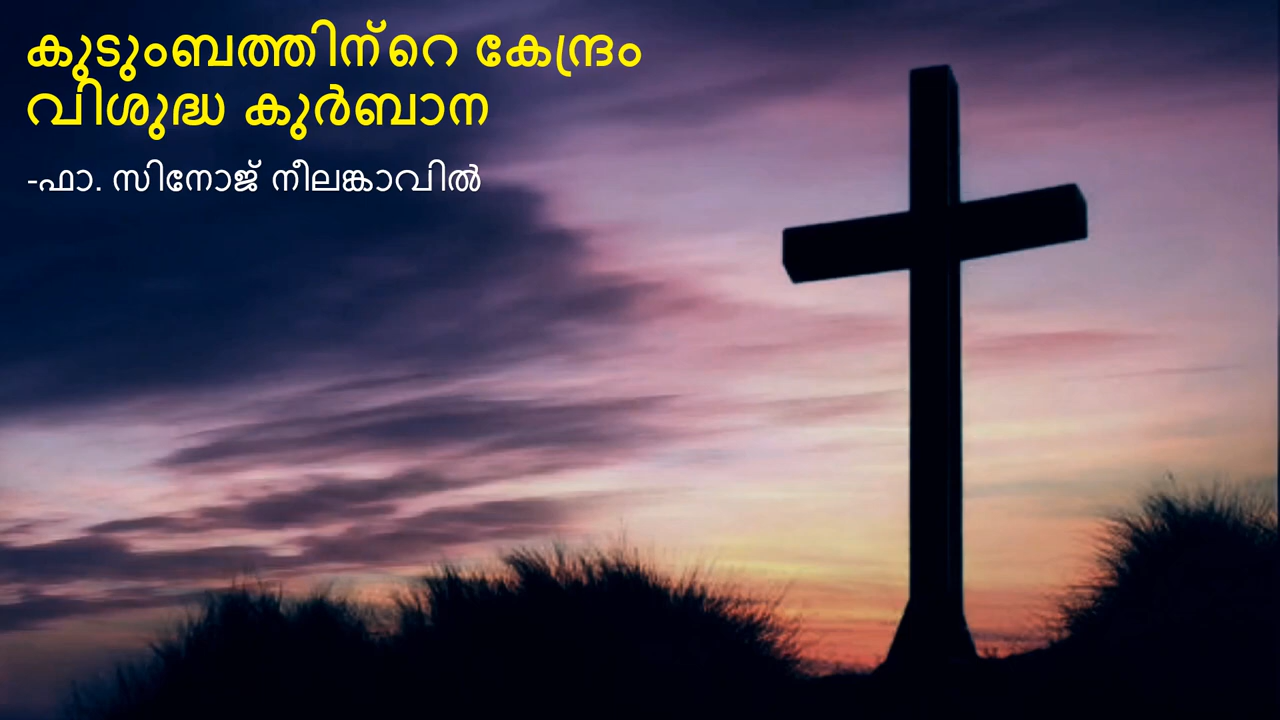 കുടുംബത്തിന്‍റെ കേന്ദ്രം
വിശുദ്ധ കുർബാന
-ഫാ. സിനോജ് നീലങ്കാവിൽ